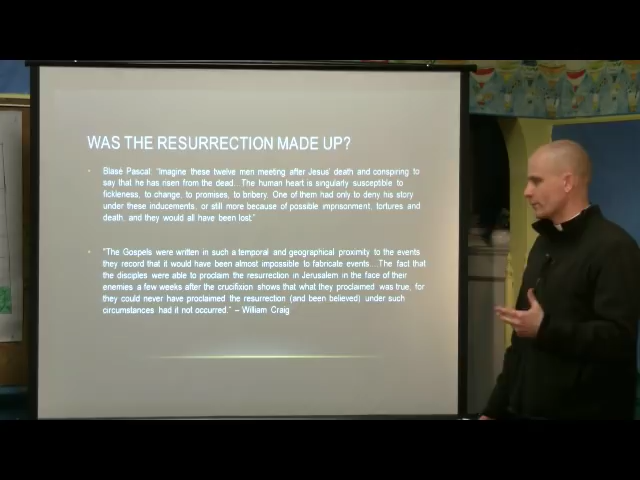 WAS THE RESURRECTION MADE UP?
• Blasé Pascal: "Imagine these twelve men meeting after Jesus' death and conspiring to
say that he has risen from the dead...The human heart is singularly susceptible to
fickleness, to change, to promises, to bribery. One of them had only to deny his story
under these inducements, or still more because of possible imprisonment, tortures and
death, and they would all have been lost."
• "The Gospels were written in such a temporal and geographical proximity to the events
they record that it would have been almost impossible to fabricate events...The fact that
the disciples were able to proclaim the resurrection in Jerusalem in the face of their
enemies a few weeks after the crucifixion shows that what they proclaimed was true, for
they could never have proclaimed the resurrection (and been believed) under such
circumstances had it not occurred." – William Craig